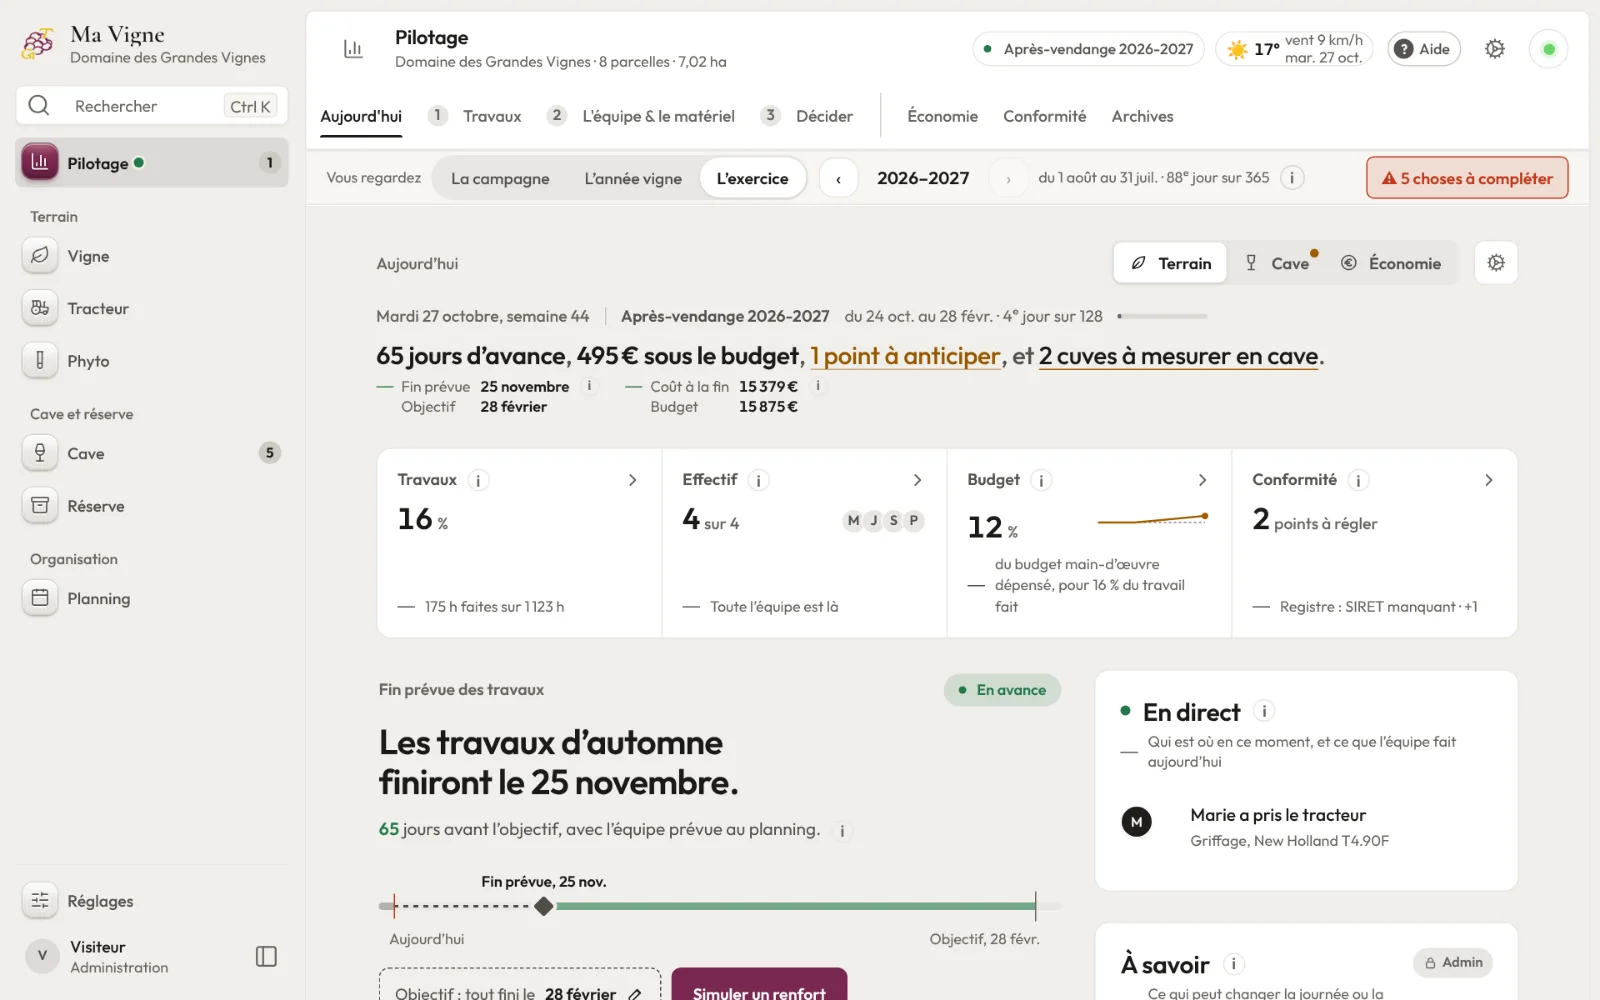 Ma Vigne
Domaine des Grandes Vignes
Rechercher
Ctrl K
Pilotage
1
Terrain
Vigne
Tracteur
Phyto
Cave et réserve
Cave
5
Réserve
Organisation
Planning
Réglages
V
Visiteur
Administration
Pilotage
Domaine des Grandes Vignes · 8 parcelles · 7,02 ha
Après-vendange 2026-2027
17°
vent 9 km/h
mar. 27 oct.
? Aide
Aujourd'hui
1 Travaux
2 L'équipe & le matériel
3 Décider
Économie
Conformité
Archives
Vous regardez
La campagne
L'année vigne
L'exercice
‹
2026–2027
›
du 1 août au 31 juil. · 88e jour sur 365
i
5 choses à compléter
Aujourd'hui
Terrain
Cave
Économie
Mardi 27 octobre, semaine 44
Après-vendange 2026-2027
du 24 oct. au 28 févr. · 4e jour sur 128
65 jours d'avance, 495 € sous le budget, 1 point à anticiper, et 2 cuves à mesurer en cave.
Fin prévue 25 novembre i
Coût à la fin 15 379 € i
Objectif 28 février
Budget 15 875 €
Travaux i
16 %
175 h faites sur 1 123 h
Effectif i
4 sur 4
M J S P
Toute l'équipe est là
Budget i
12 %
du budget main-d'œuvre
dépensé, pour 16 % du travail
fait
Conformité i
2 points à régler
Registre : SIRET manquant · +1
Fin prévue des travaux
En avance
Les travaux d'automne
finiront le 25 novembre.
65 jours avant l'objectif, avec l'équipe prévue au planning. i
Fin prévue, 25 nov.
Aujourd'hui
Objectif, 28 févr.
Objectif : tout fini le 28 février
Simuler un renfort
En direct i
Qui est où en ce moment, et ce que l'équipe fait
aujourd'hui
M
Marie a pris le tracteur
Griffage, New Holland T4.90F
À savoir i
Admin
Ce qui peut changer la journée ou la